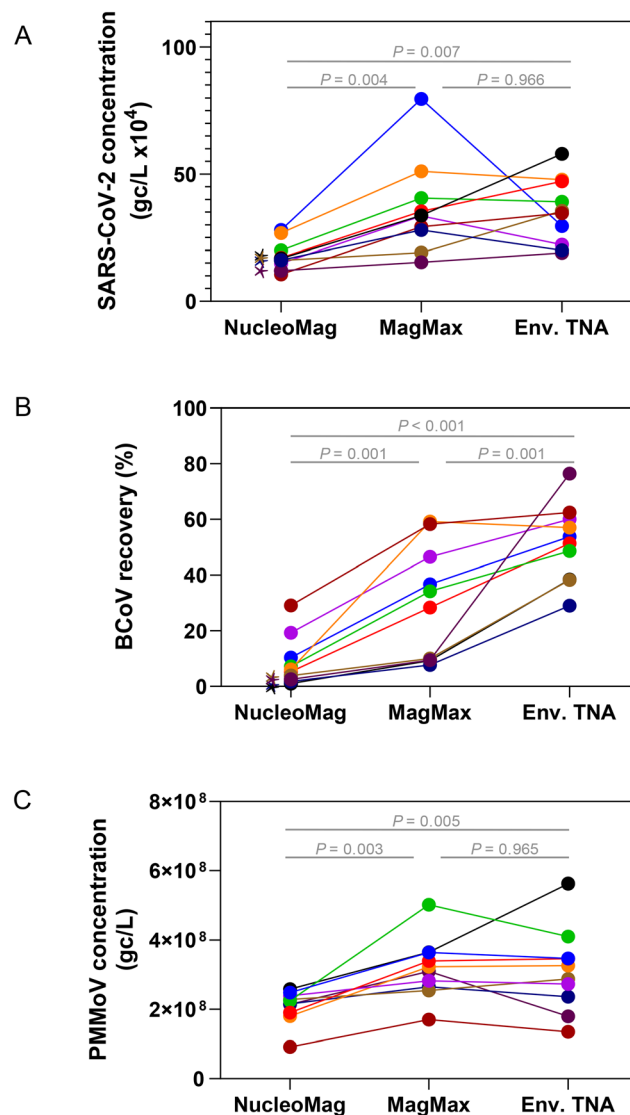 A
SARS-CoV-2 concentration
(gc/L x10⁴)
100
50
0
P = 0.007
P = 0.004
P = 0.966
NucleoMag
MagMax
Env. TNA
B
BCoV recovery (%)
100
80
60
40
20
0
P < 0.001
P = 0.001
P = 0.001
NucleoMag
MagMax
Env. TNA
C
PMMoV concentration
(gc/L)
8×10⁸
6×10⁸
4×10⁸
2×10⁸
0
P = 0.005
P = 0.003
P = 0.965
NucleoMag
MagMax
Env. TNA